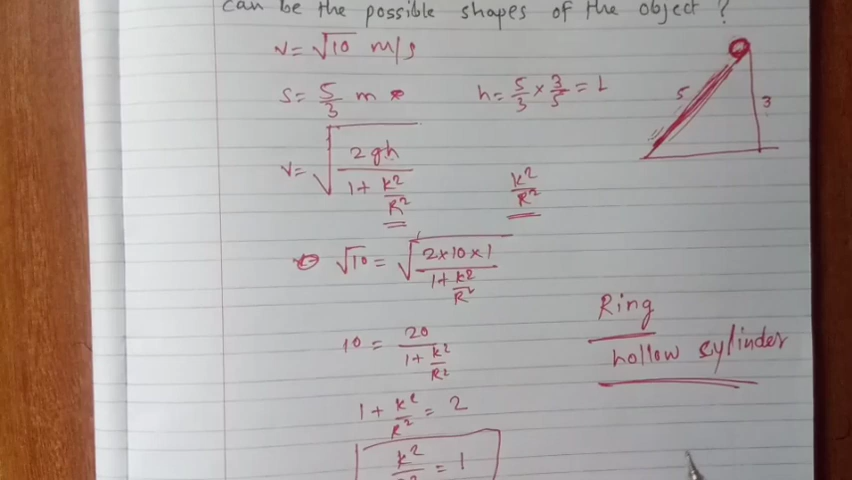 can be the possible shapes of the object ?
v = √10 m/s
s = 5/3 m
h = 5/3 × 3/5 = 1
5
3
v = √(2gh / (1 + k²/R²))
k²/R²
√10 = √(2×10×1 / (1 + k²/R²))
10 = 20 / (1 + k²/R²)
Ring
hollow cylinder
1 + k²/R² = 2
k²/R² = 1